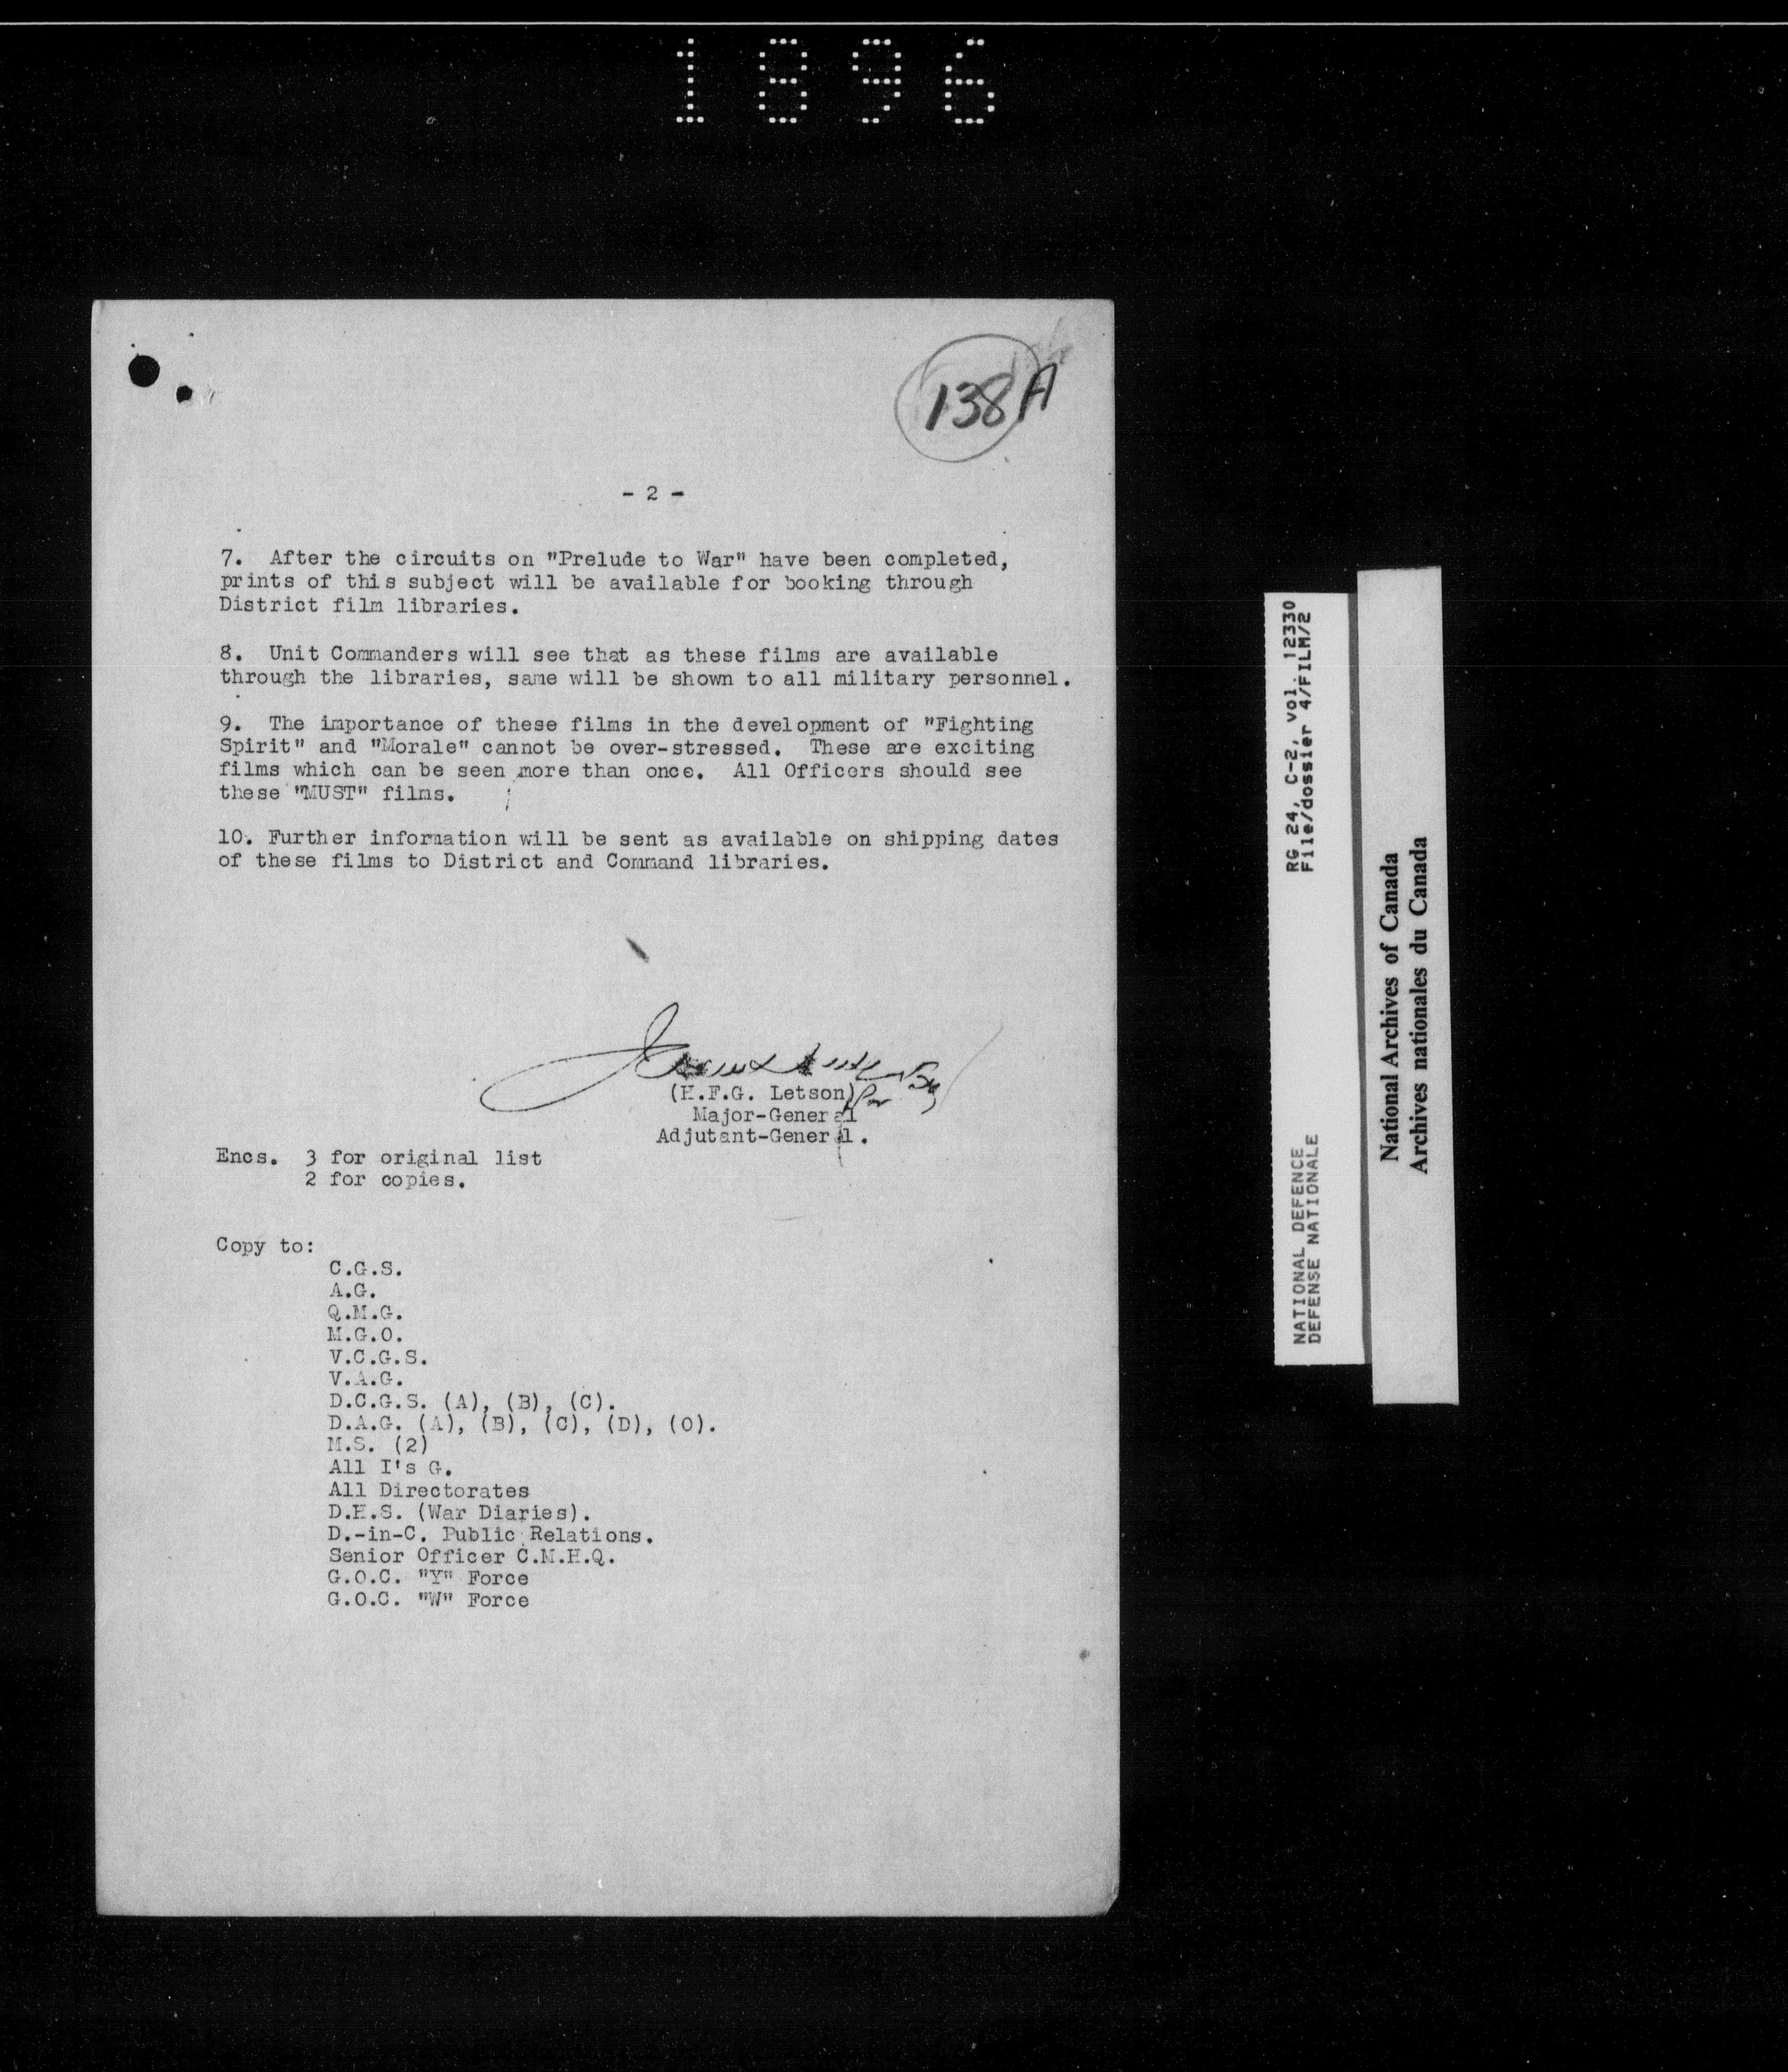 1896
138A
- 2 -
7. After the circuits on "Prelude to War" have been completed,
prints of this subject will be available for booking through
District film libraries.
8. Unit Commanders will see that as these films are available
through the libraries, same will be shown to all military personnel.
9. The importance of these films in the development of "Fighting
Spirit" and "Morale" cannot be over-stressed. These are exciting
films which can be seen more than once. All Officers should see
these "MUST" films.
10. Further information will be sent as available on shipping dates
of these films to District and Command libraries.
(H.F.G. Letson) for
Major-General
Adjutant-General.
Encs. 3 for original list
2 for copies.
Copy to:
C.G.S.
A.G.
Q.M.G.
M.G.O.
V.C.G.S.
V.A.G.
D.C.G.S. (A), (B), (C).
D.A.G. (A), (B), (C), (D), (O).
M.S. (2)
All I's G.
All Directorates
D.H.S. (War Diaries).
D.-in-C. Public Relations.
Senior Officer C.M.H.Q.
G.O.C. "Y" Force
G.O.C. "W" Force
NATIONAL DEFENCE RG 24, C-2, vol. 12330
DEFENSE NATIONALE File/dossier 4/FILM/2
National Archives of Canada
Archives nationales du Canada